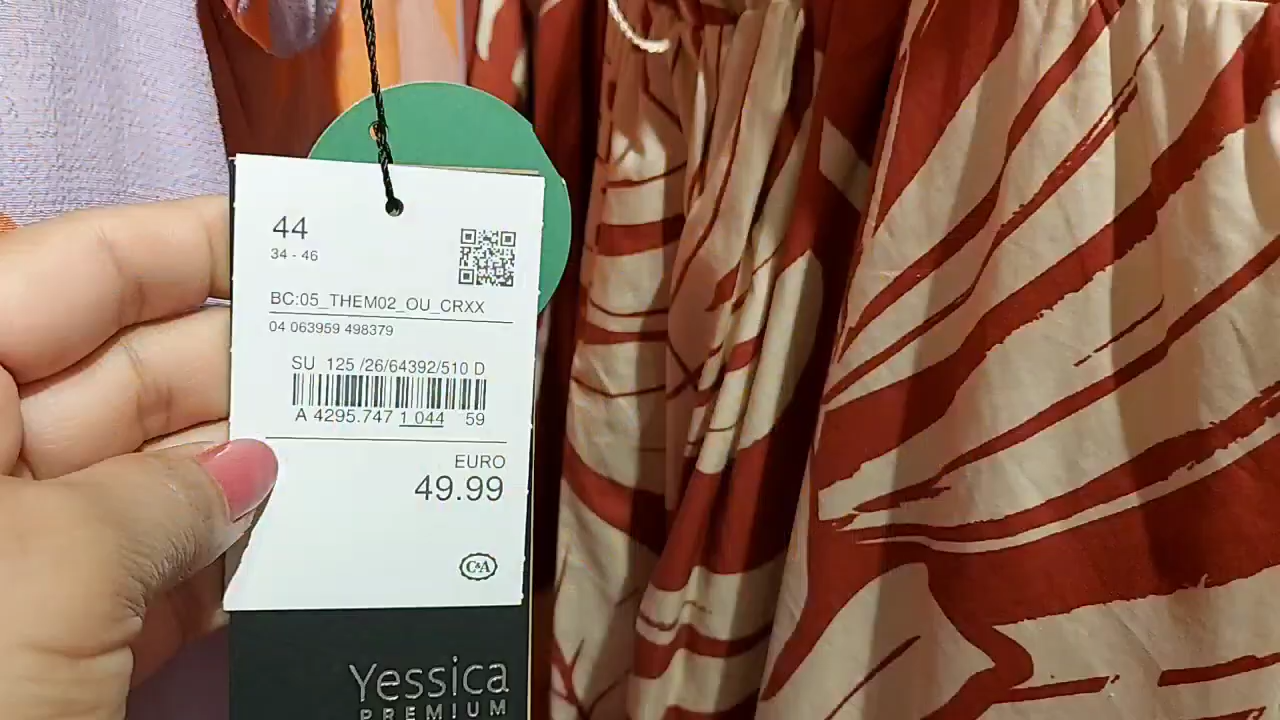 44
34 - 46
BC:05_THEM02_OU_CRXX
04 063959 498379
SU 125 /26/64392/510 D
A 4295.747 1 044 59
EURO
49.99
C&A
Yessica
PREMIUM